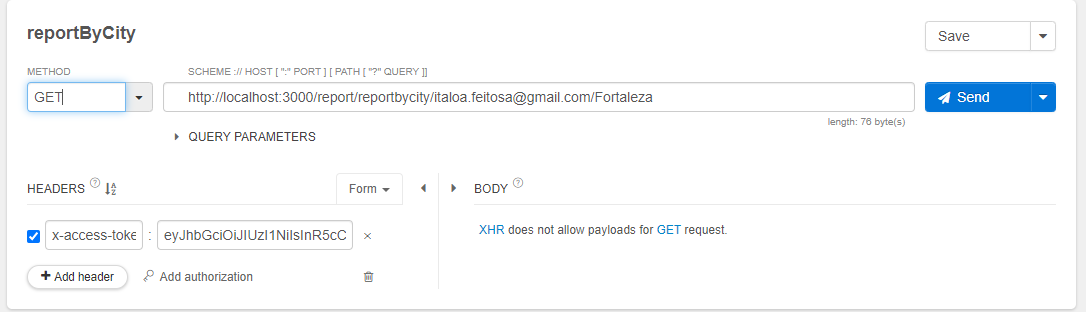 reportByCity
Save
METHOD
SCHEME :// HOST [ ":" PORT ] [ PATH [ "?" QUERY ]]
GET
http://localhost:3000/report/reportbycity/italoa.feitosa@gmail.com/Fortaleza
Send
length: 76 byte(s)
QUERY PARAMETERS
HEADERS ? A Z
Form
BODY ?
x-access-toke : eyJhbGciOiJIUzI1NiIsInR5cC ×
XHR does not allow payloads for GET request.
+ Add header
Add authorization